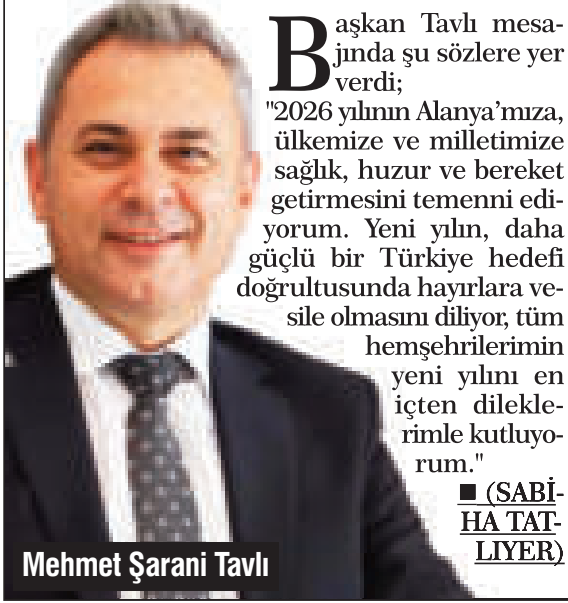 Başkan Tavlı mesa-
jında şu sözlere yer
verdi;
"2026 yılının Alanya'mıza,
ülkemize ve milletimize
sağlık, huzur ve bereket
getirmesini temenni edi-
yorum. Yeni yılın, daha
güçlü bir Türkiye hedefi
doğrultusunda hayırlara ve-
sile olmasını diliyor, tüm
hemşehrilerimin
yeni yılını en
içten dilekle-
rimle kutluyo-
rum."
■ (SABİ-
HA TAT-
LIYER)
Mehmet Şarani Tavlı